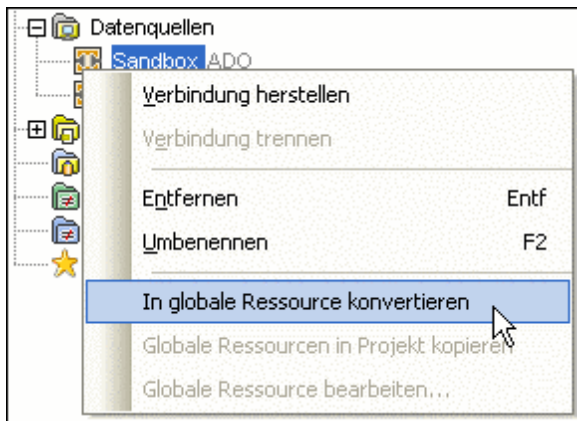 Datenquellen
Sandbox ADO
Verbindung herstellen
Verbindung trennen
Entfernen Entf
Umbenennen F2
In globale Ressource konvertieren
Globale Ressourcen in Projekt kopieren
Globale Ressource bearbeiten...